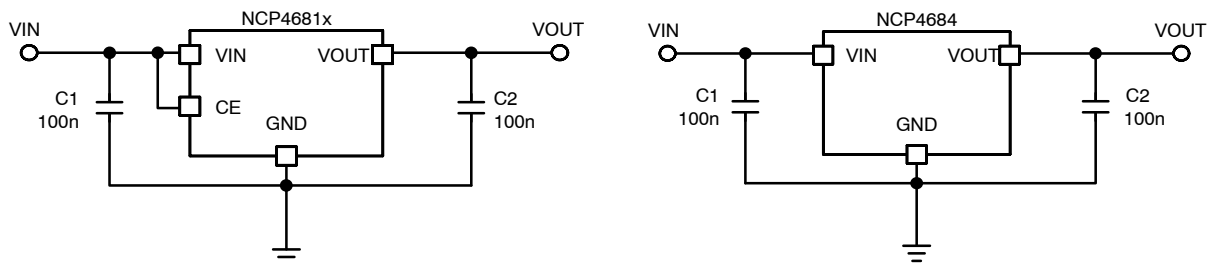 NCP4681x
VIN
VOUT
VIN
VOUT
C1
100n
CE
C2
100n
GND
NCP4684
VIN
VOUT
VIN
VOUT
C1
100n
C2
100n
GND